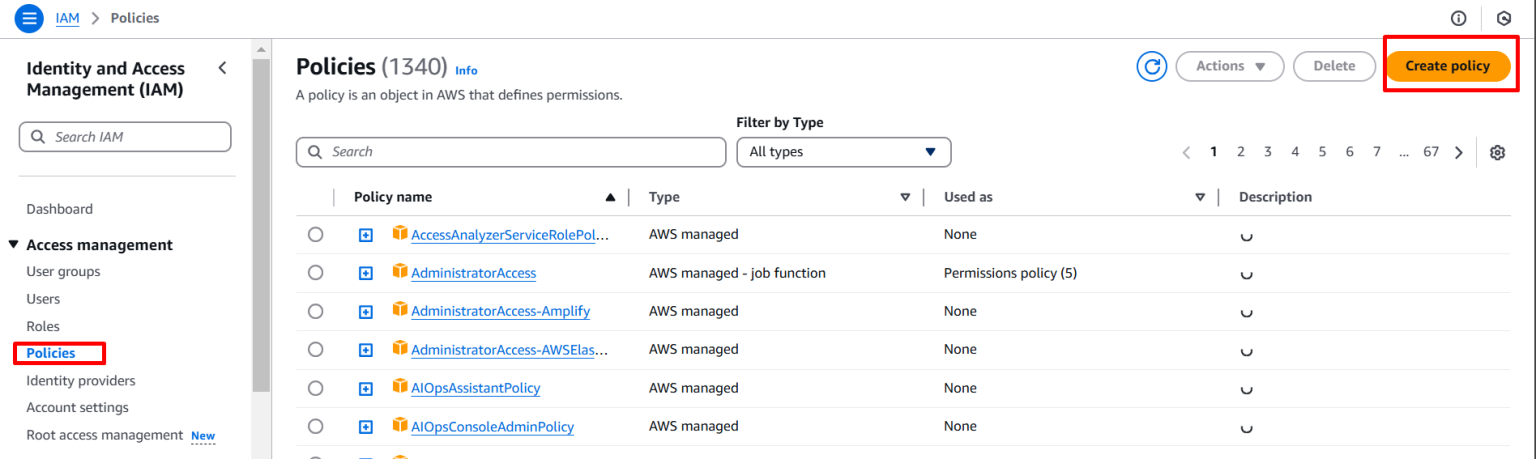 IAM > Policies
Identity and Access
Management (IAM)
Search IAM
Dashboard
Access management
User groups
Users
Roles
Policies
Identity providers
Account settings
Root access management New
Policies (1340) Info
A policy is an object in AWS that defines permissions.
Actions Delete Create policy
Filter by Type
Search All types 1 2 3 4 5 6 7 ... 67
Policy name Type Used as Description
AccessAnalyzerServiceRolePol... AWS managed None
AdministratorAccess AWS managed - job function Permissions policy (5)
AdministratorAccess-Amplify AWS managed None
AdministratorAccess-AWSElas... AWS managed None
AIOpsAssistantPolicy AWS managed None
AIOpsConsoleAdminPolicy AWS managed None